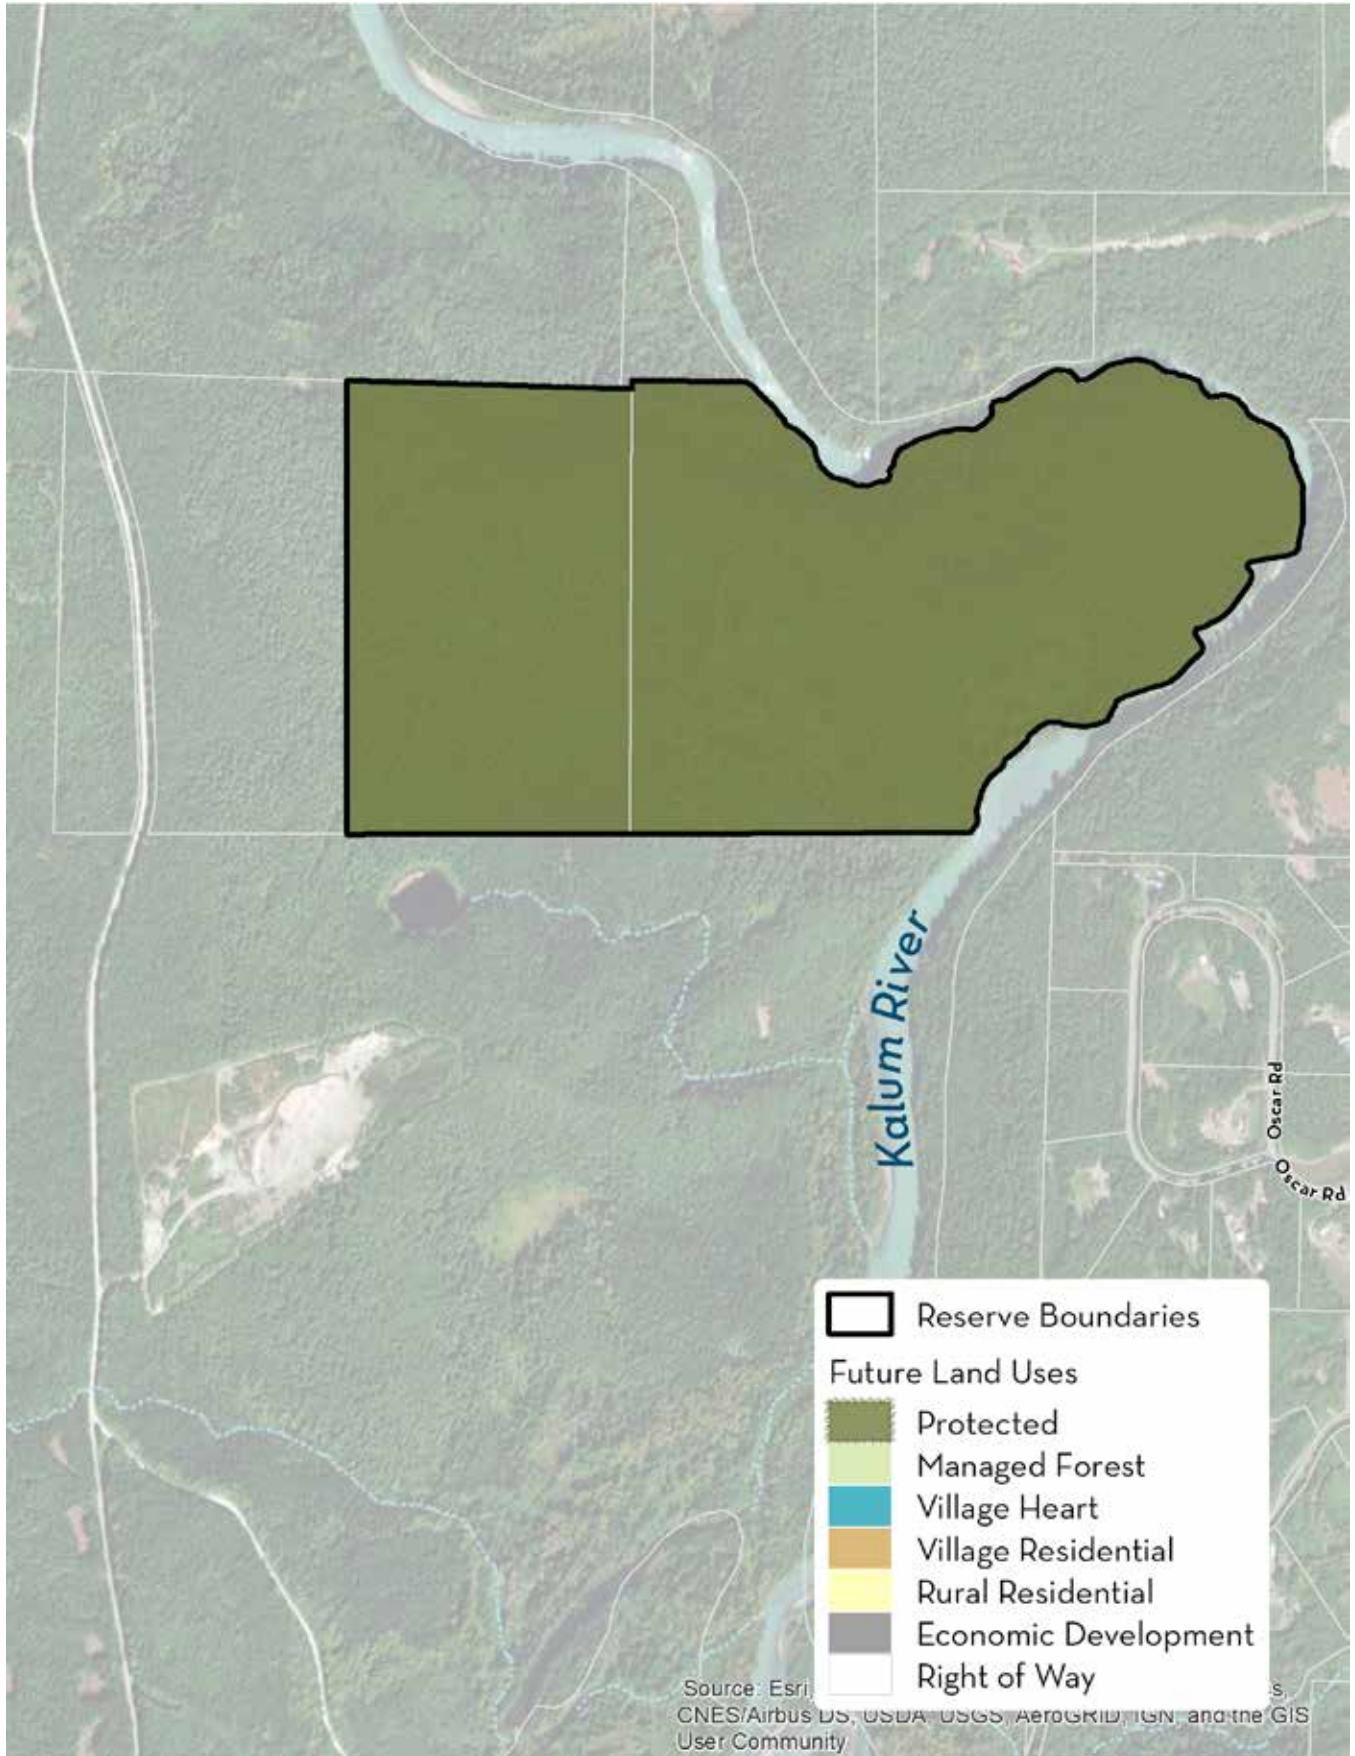 Kalum River
Oscar Rd
Oscar Rd
Reserve Boundaries
Future Land Uses
Protected
Managed Forest
Village Heart
Village Residential
Rural Residential
Economic Development
Right of Way
Source: Esri,
CNES/Airbus DS, USDA, USGS, AeroGRID, IGN, and the GIS
User Community